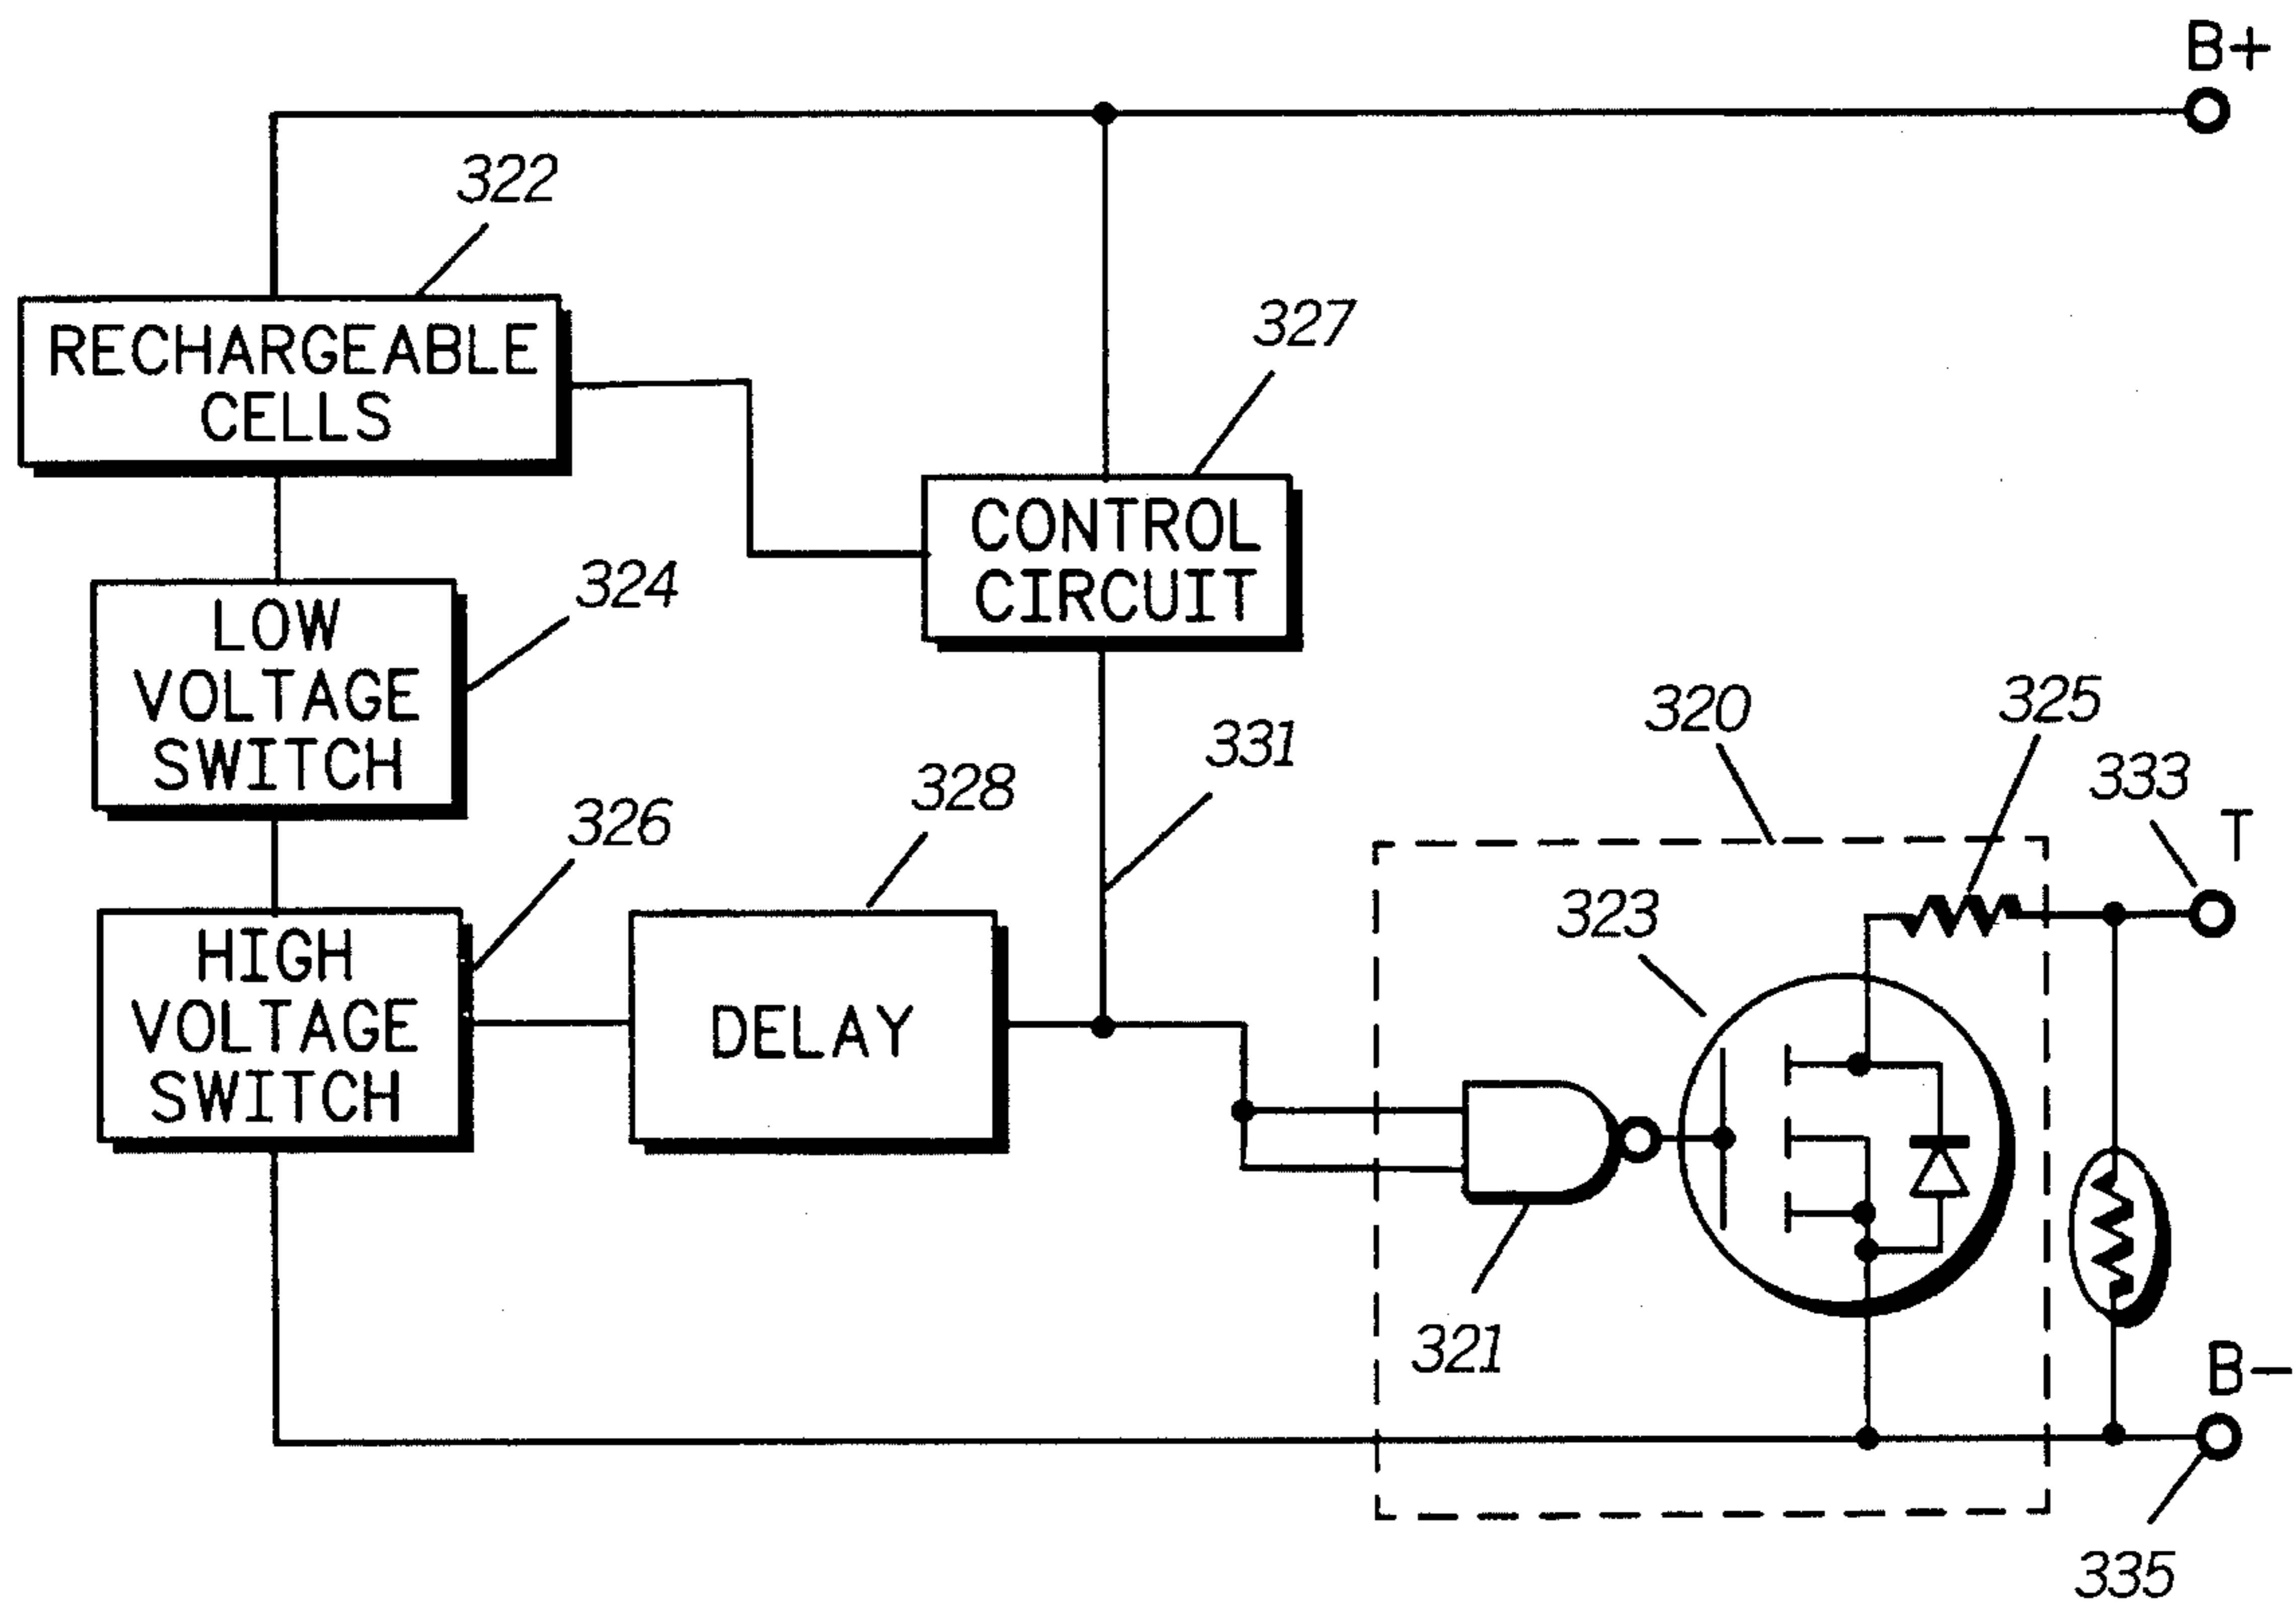 B+
322
RECHARGEABLE
CELLS
327
CONTROL
CIRCUIT
324
LOW
VOLTAGE
SWITCH
320
325
331
333
T
328
326
HIGH
VOLTAGE
SWITCH
DELAY
323
321
B-
335